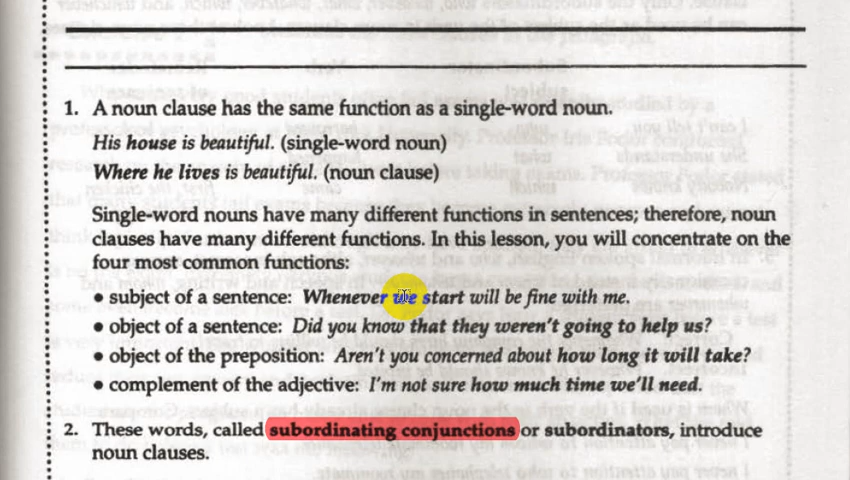 1. A noun clause has the same function as a single-word noun.
His house is beautiful. (single-word noun)
Where he lives is beautiful. (noun clause)
Single-word nouns have many different functions in sentences; therefore, noun
clauses have many different functions. In this lesson, you will concentrate on the
four most common functions:
• subject of a sentence: Whenever we start will be fine with me.
• object of a sentence: Did you know that they weren't going to help us?
• object of the preposition: Aren't you concerned about how long it will take?
• complement of the adjective: I'm not sure how much time we'll need.
2. These words, called subordinating conjunctions or subordinators, introduce
noun clauses.